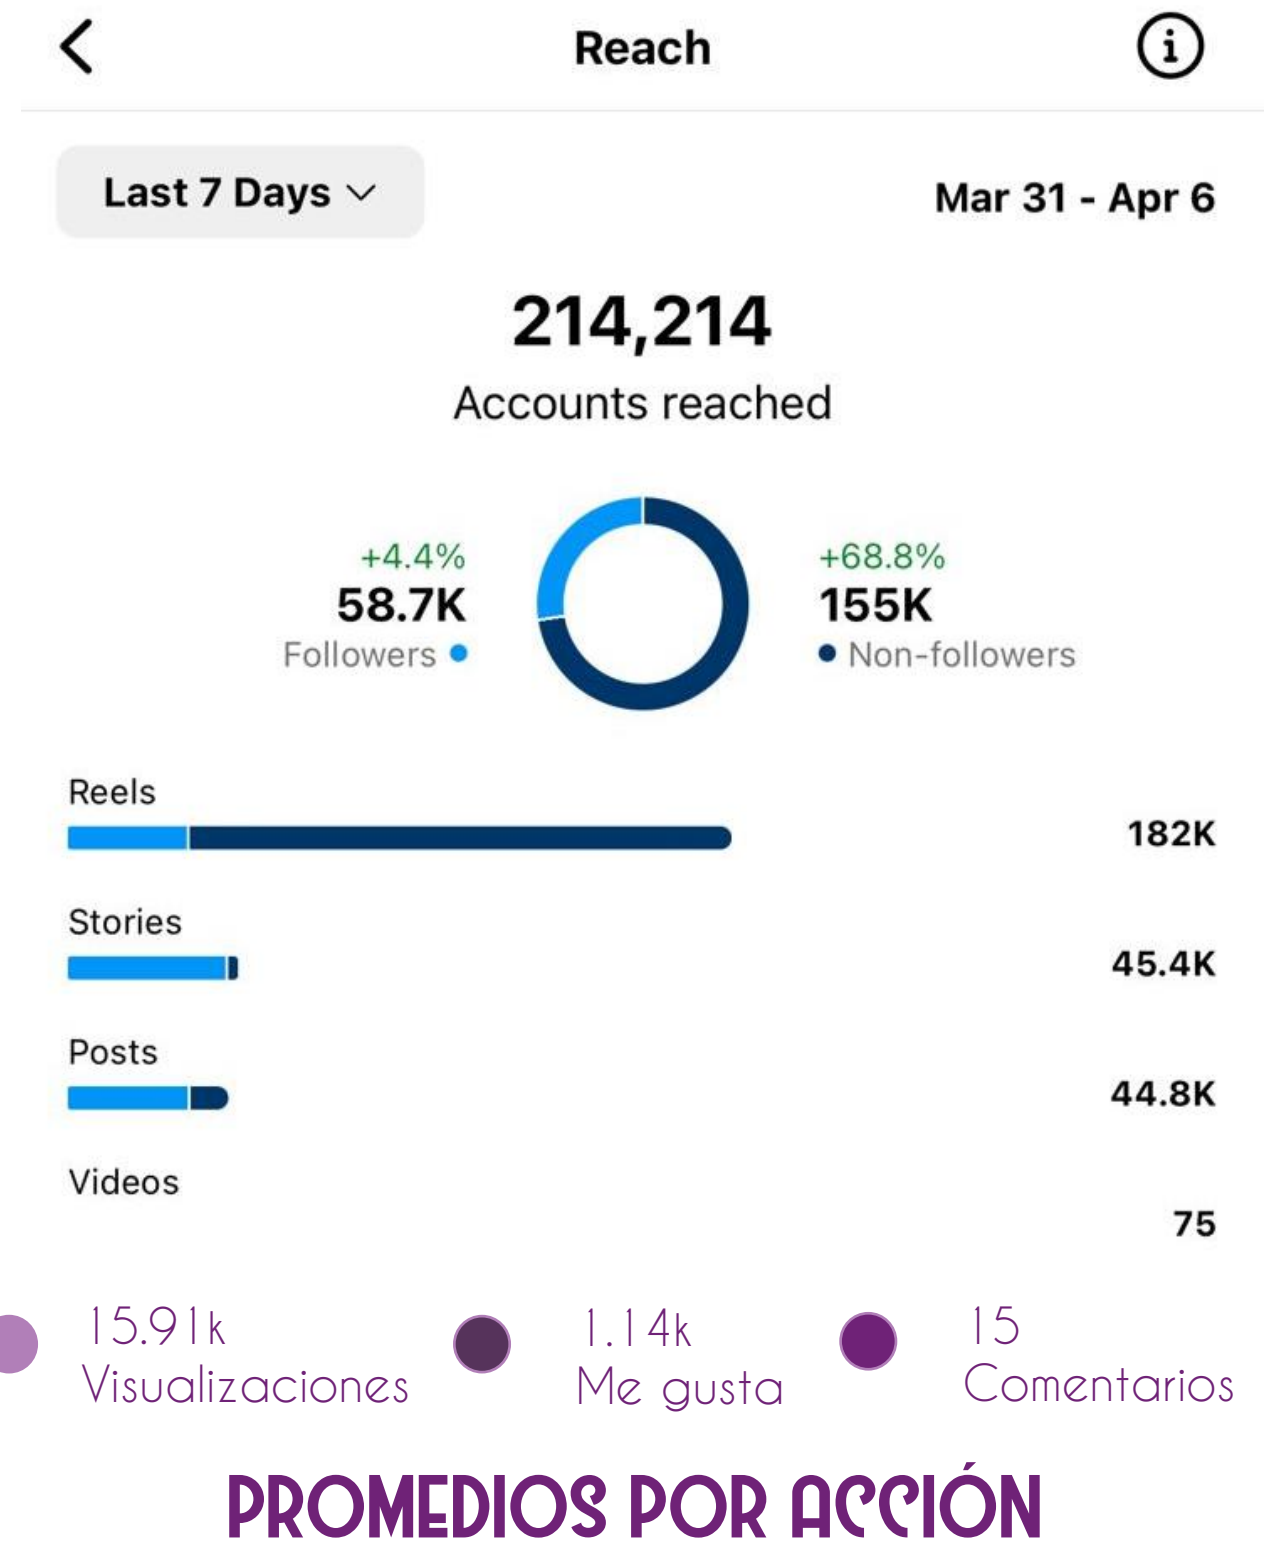 Reach
Last 7 Days
Mar 31 - Apr 6
214,214
Accounts reached
+4.4%
58.7K
Followers
+68.8%
155K
Non-followers
Reels
182K
Stories
45.4K
Posts
44.8K
Videos
75
15.91k
Visualizaciones
1.14k
Me gusta
15
Comentarios
PROMEDIOS POR ACCIÓN